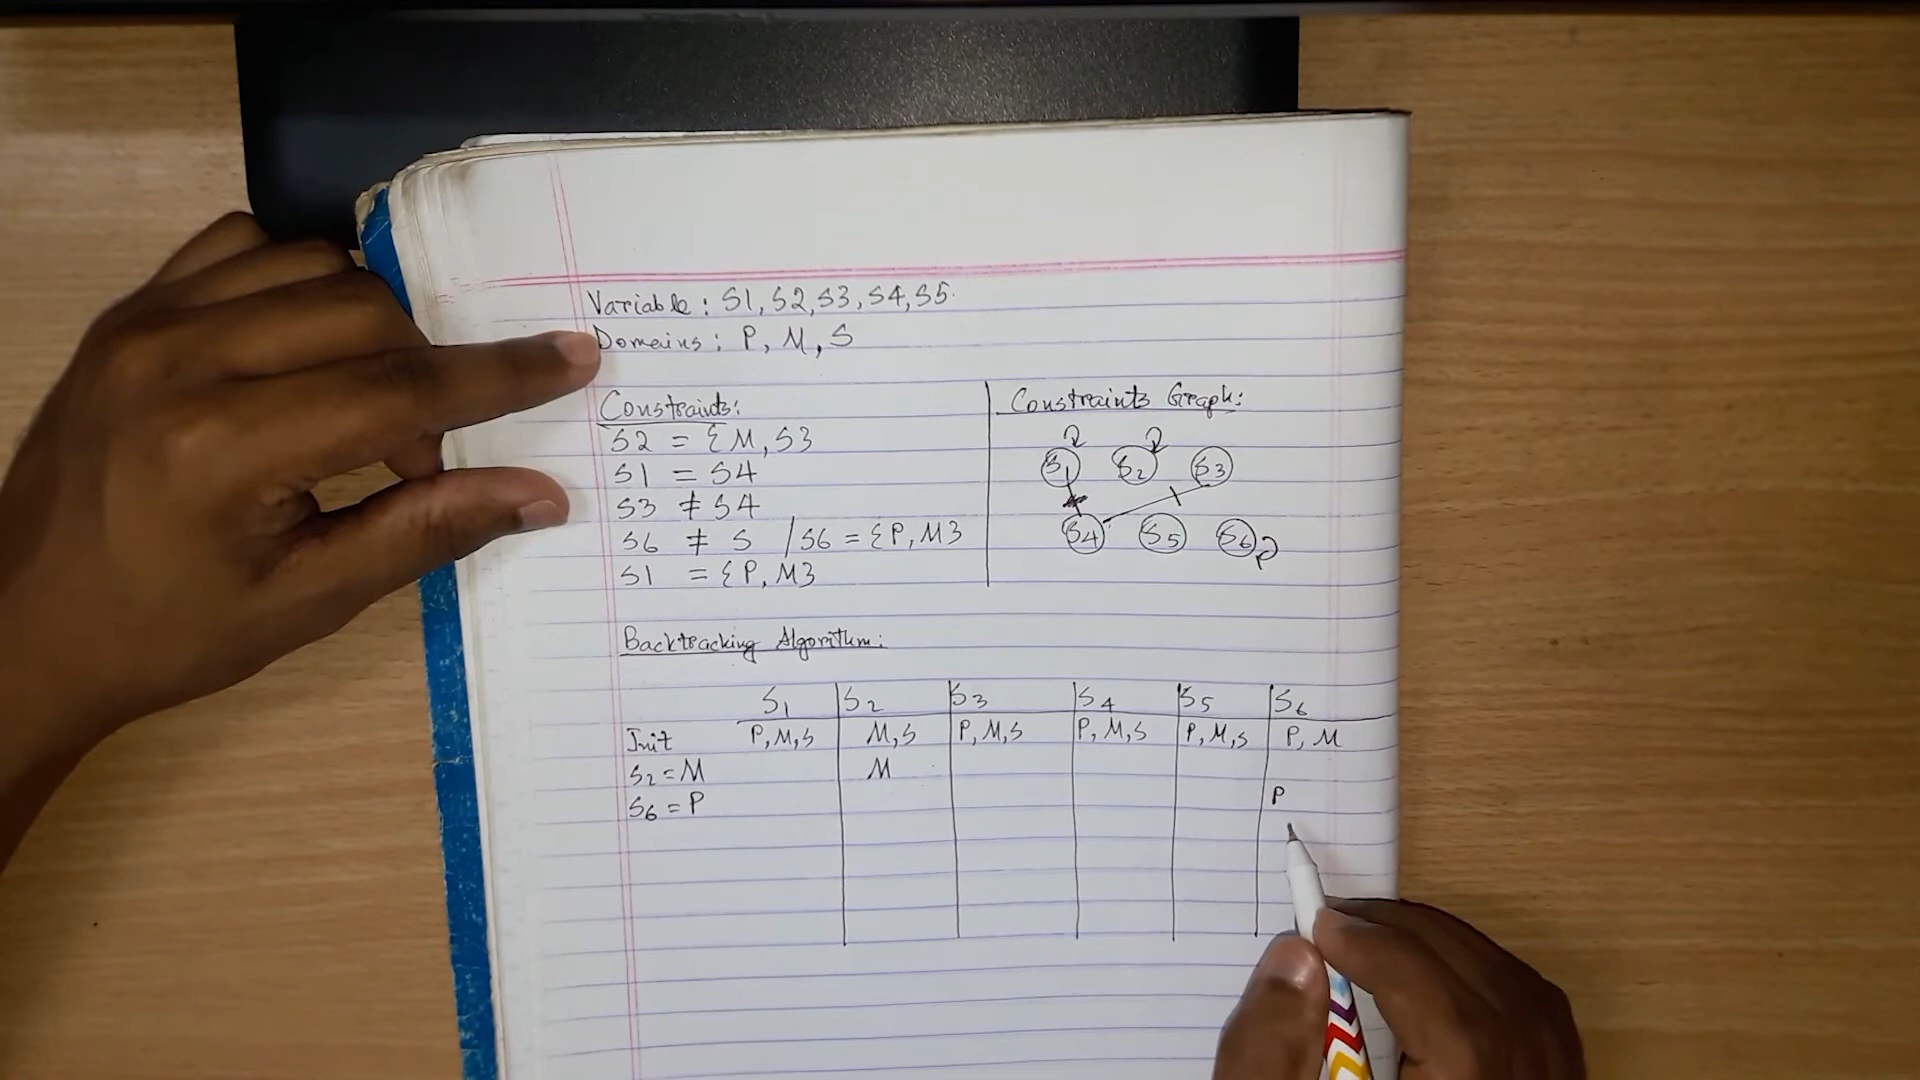 Variable : S1, S2, S3, S4, S5.
Domains : P, M, S
Constraints:
S2 = {M, S}
S1 = S4
S3 ≠ S4
S6 ≠ S / S6 = {P, M}
S1 = {P, M}
Constraints Graph:
S1 S2 S3
S4 S5 S6
Backtracking Algorithm:
S1 S2 S3 S4 S5 S6
Init P, M, S M, S P, M, S P, M, S P, M, S P, M
S2 = M M
S6 = P P